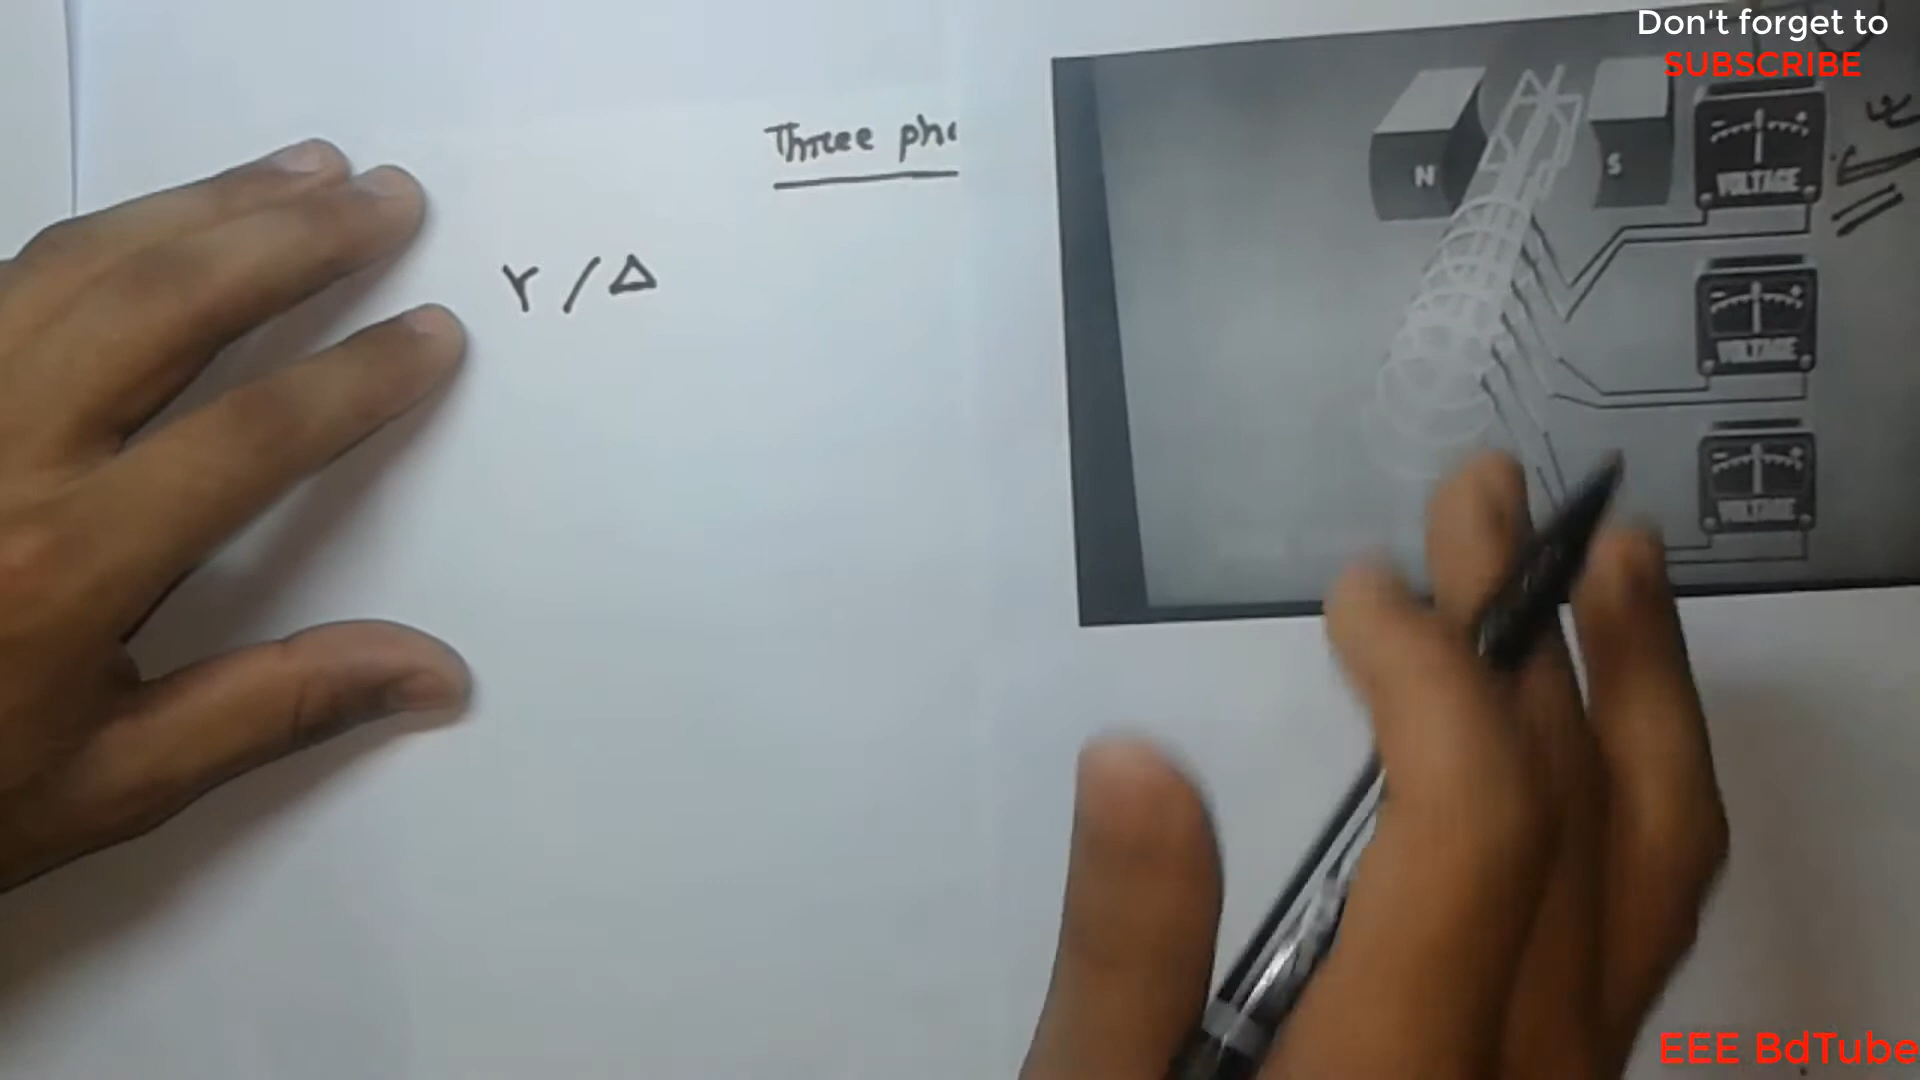 Don't forget to
SUBSCRIBE
Three pha
Y/Δ
N
S
- +
VOLTAGE
- +
VOLTAGE
- +
VOLTAGE
EEE BdTube